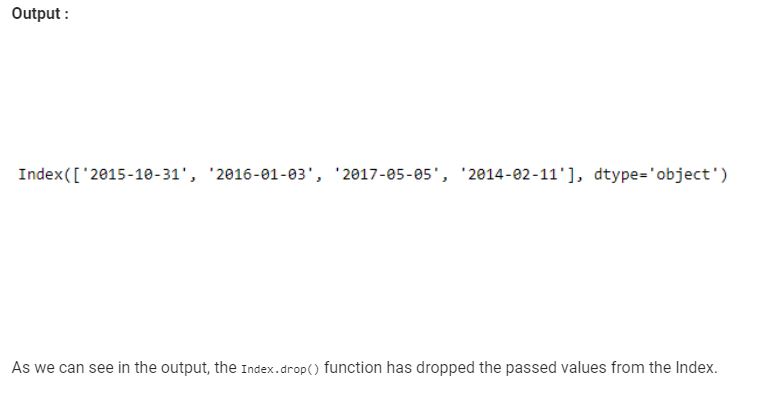 Output :
Index(['2015-10-31', '2016-01-03', '2017-05-05', '2014-02-11'], dtype='object')
As we can see in the output, the Index.drop() function has dropped the passed values from the Index.